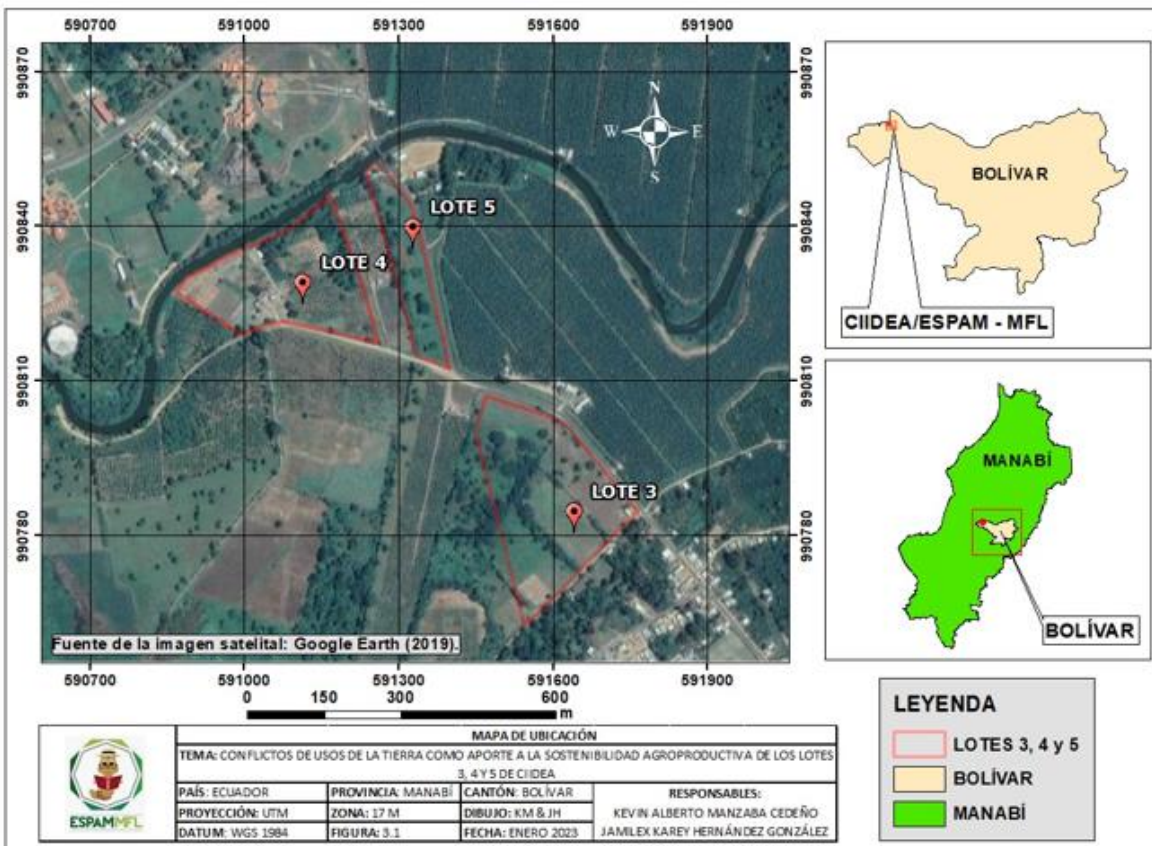 590700 591000 591300 591600 591900
990870 990870
990840 990840
990810 990810
990780 990780
N
W E
S
LOTE 5
LOTE 4
LOTE 3
Fuente de la imagen satelital: Google Earth (2019).
590700 591000 591300 591600 591900
0 150 300 600
m
BOLÍVAR
CIIDEA/ESPAM - MFL
MANABÍ
BOLÍVAR
LEYENDA
LOTES 3, 4 y 5
BOLÍVAR
MANABÍ
ESPAMMFL
MAPA DE UBICACIÓN
TEMA: CONFLICTOS DE USOS DE LA TIERRA COMO APORTE A LA SOSTENIBILIDAD AGROPRODUCTIVA DE LOS LOTES
3, 4 Y 5 DE CIIDEA
PAÍS: ECUADOR PROVINCIA: MANABÍ CANTÓN: BOLÍVAR
PROYECCIÓN: UTM ZONA: 17 M DIBUJO: KM & JH
DATUM: WGS 1984 FIGURA: 3.1 FECHA: ENERO 2023
RESPONSABLES:
KEVIN ALBERTO MANZABA CEDEÑO
JAMILEX KAREY HERNÁNDEZ GONZÁLEZ